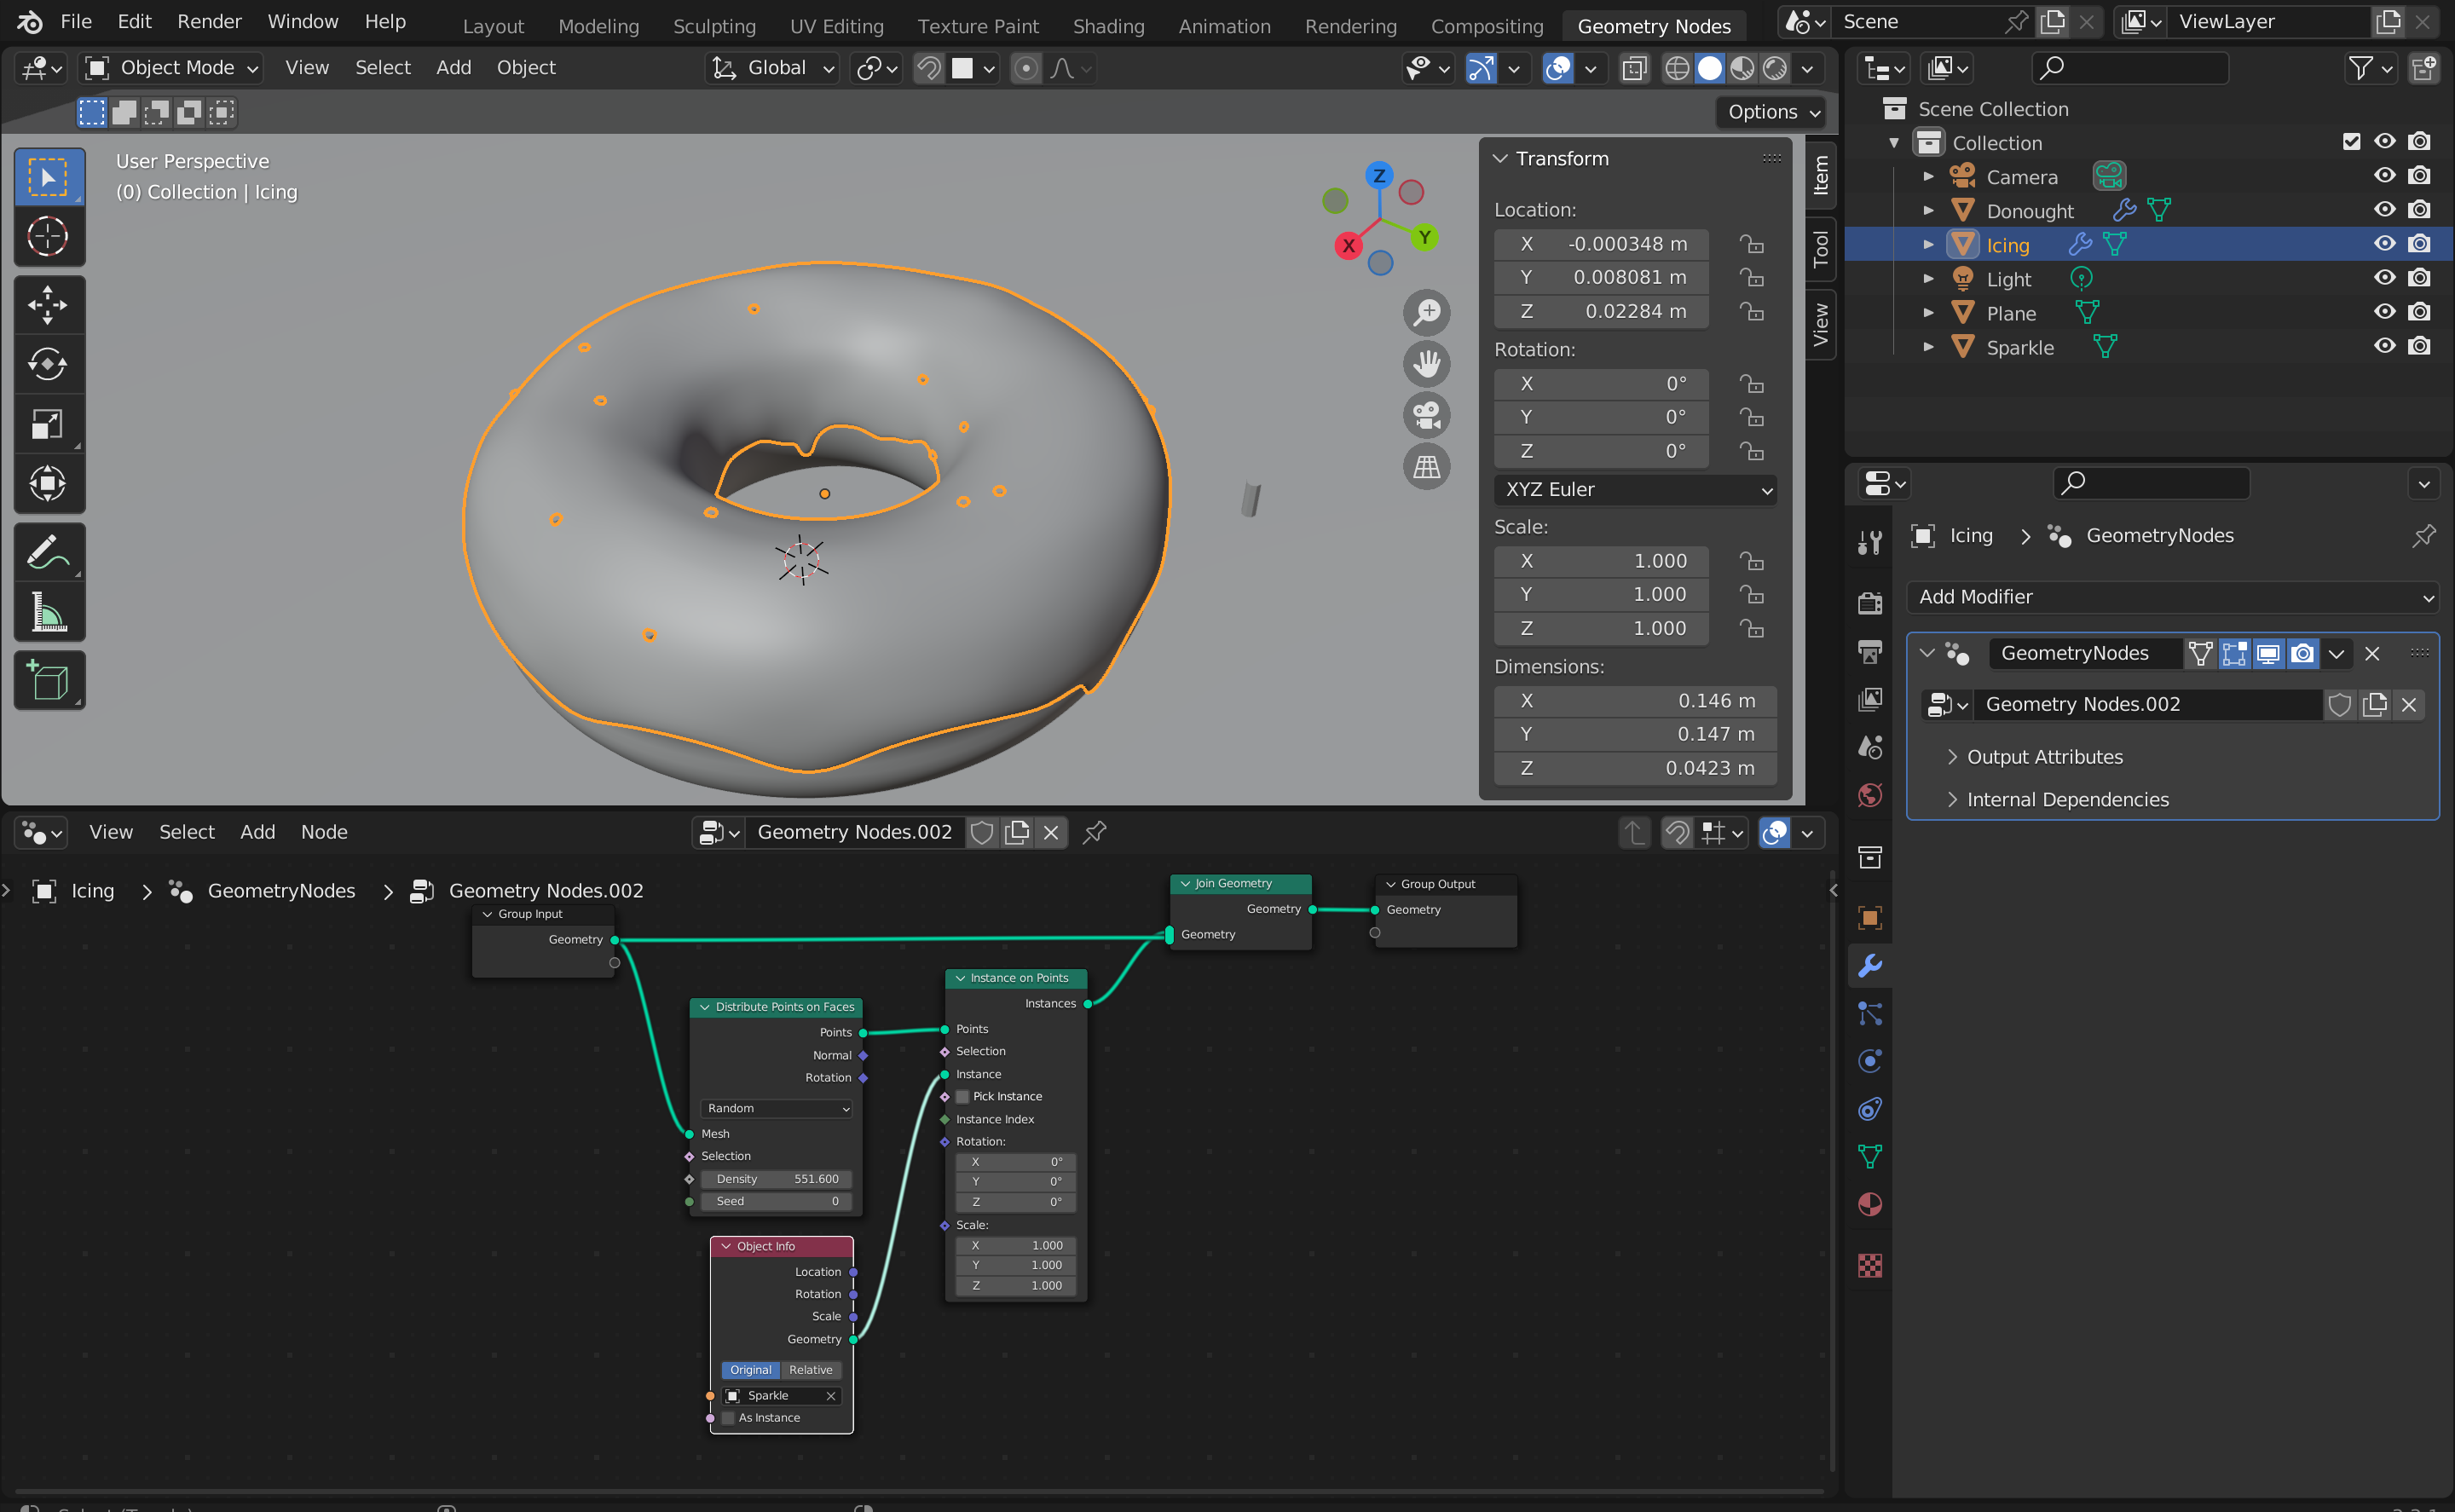 File Edit Render Window Help Layout Modeling Sculpting UV Editing Texture Paint Shading Animation Rendering Compositing Geometry Nodes Scene ViewLayer
Object Mode View Select Add Object Global
Options
User Perspective
(0) Collection | Icing
Z
Y
X
Transform
Location:
X -0.000348 m
Y 0.008081 m
Z 0.02284 m
Rotation:
X 0°
Y 0°
Z 0°
XYZ Euler
Scale:
X 1.000
Y 1.000
Z 1.000
Dimensions:
X 0.146 m
Y 0.147 m
Z 0.0423 m
Item
Tool
View
Scene Collection
Collection
Camera
Donought
Icing
Light
Plane
Sparkle
Icing > GeometryNodes
Add Modifier
GeometryNodes
Geometry Nodes.002
Output Attributes
Internal Dependencies
View Select Add Node Geometry Nodes.002
Icing > GeometryNodes > Geometry Nodes.002
Group Input
Geometry
Distribute Points on Faces
Points
Normal
Rotation
Random
Mesh
Selection
Density 551.600
Seed 0
Object Info
Location
Rotation
Scale
Geometry
Original Relative
Sparkle
As Instance
Instance on Points
Instances
Points
Selection
Instance
Pick Instance
Instance Index
Rotation:
X 0°
Y 0°
Z 0°
Scale:
X 1.000
Y 1.000
Z 1.000
Join Geometry
Geometry
Geometry
Group Output
Geometry